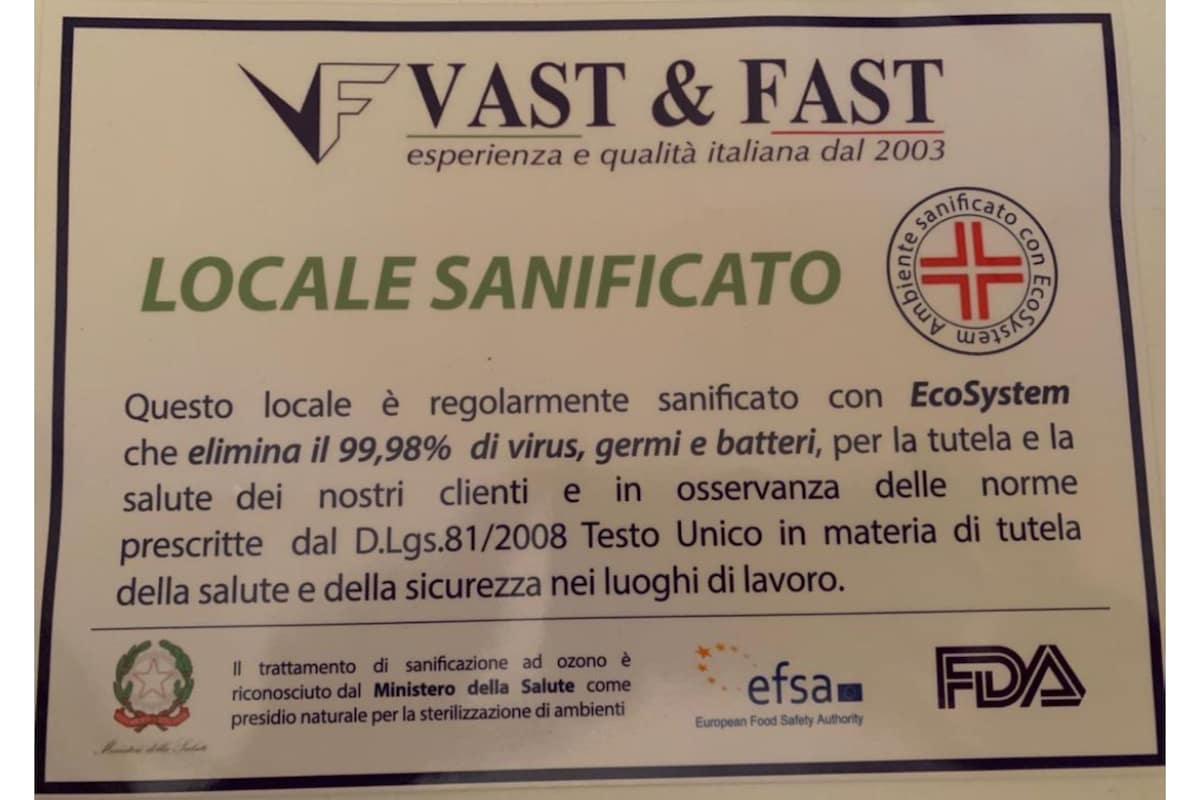 VF VAST & FAST
esperienza e qualità italiana dal 2003
LOCALE SANIFICATO
Ambiente sanificato con EcoSystem
Questo locale è regolarmente sanificato con EcoSystem
che elimina il 99,98% di virus, germi e batteri, per la tutela e la
salute dei nostri clienti e in osservanza delle norme
prescritte dal D.Lgs.81/2008 Testo Unico in materia di tutela
della salute e della sicurezza nei luoghi di lavoro.
Il trattamento di sanificazione ad ozono è
riconosciuto dal Ministero della Salute come
presidio naturale per la sterilizzazione di ambienti
Ministero della Salute
efsa
European Food Safety Authority
FDA